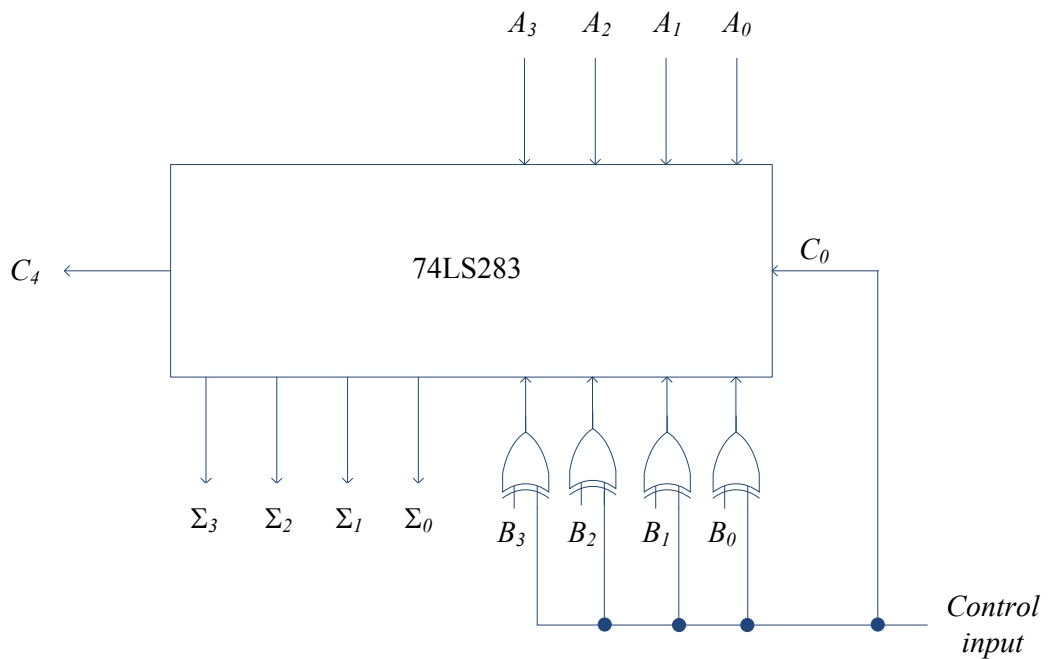 A3 A2 A1 A0
C4 74LS283 C0
Σ3 Σ2 Σ1 Σ0 B3 B2 B1 B0
Control
input